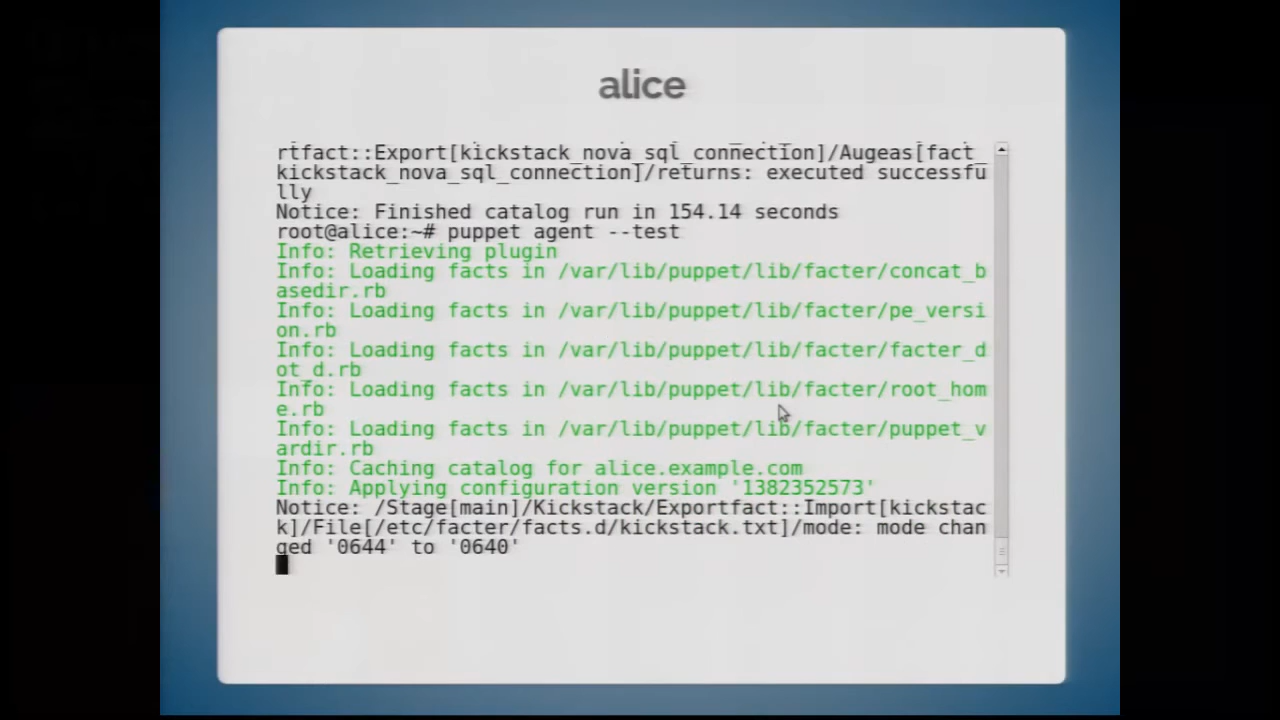 alice
rtfact::Export[kickstack_nova_sql_connection]/Augeas[fact_
kickstack_nova_sql_connection]/returns: executed successfu
lly
Notice: Finished catalog run in 154.14 seconds
root@alice:~# puppet agent --test
Info: Retrieving plugin
Info: Loading facts in /var/lib/puppet/lib/facter/concat_b
asedir.rb
Info: Loading facts in /var/lib/puppet/lib/facter/pe_versi
on.rb
Info: Loading facts in /var/lib/puppet/lib/facter/facter_d
ot_d.rb
Info: Loading facts in /var/lib/puppet/lib/facter/root_hom
e.rb
Info: Loading facts in /var/lib/puppet/lib/facter/puppet_v
ardir.rb
Info: Caching catalog for alice.example.com
Info: Applying configuration version '1382352573'
Notice: /Stage[main]/Kickstack/Exportfact::Import[kickstac
k]/File[/etc/facter/facts.d/kickstack.txt]/mode: mode chan
ged '0644' to '0640'